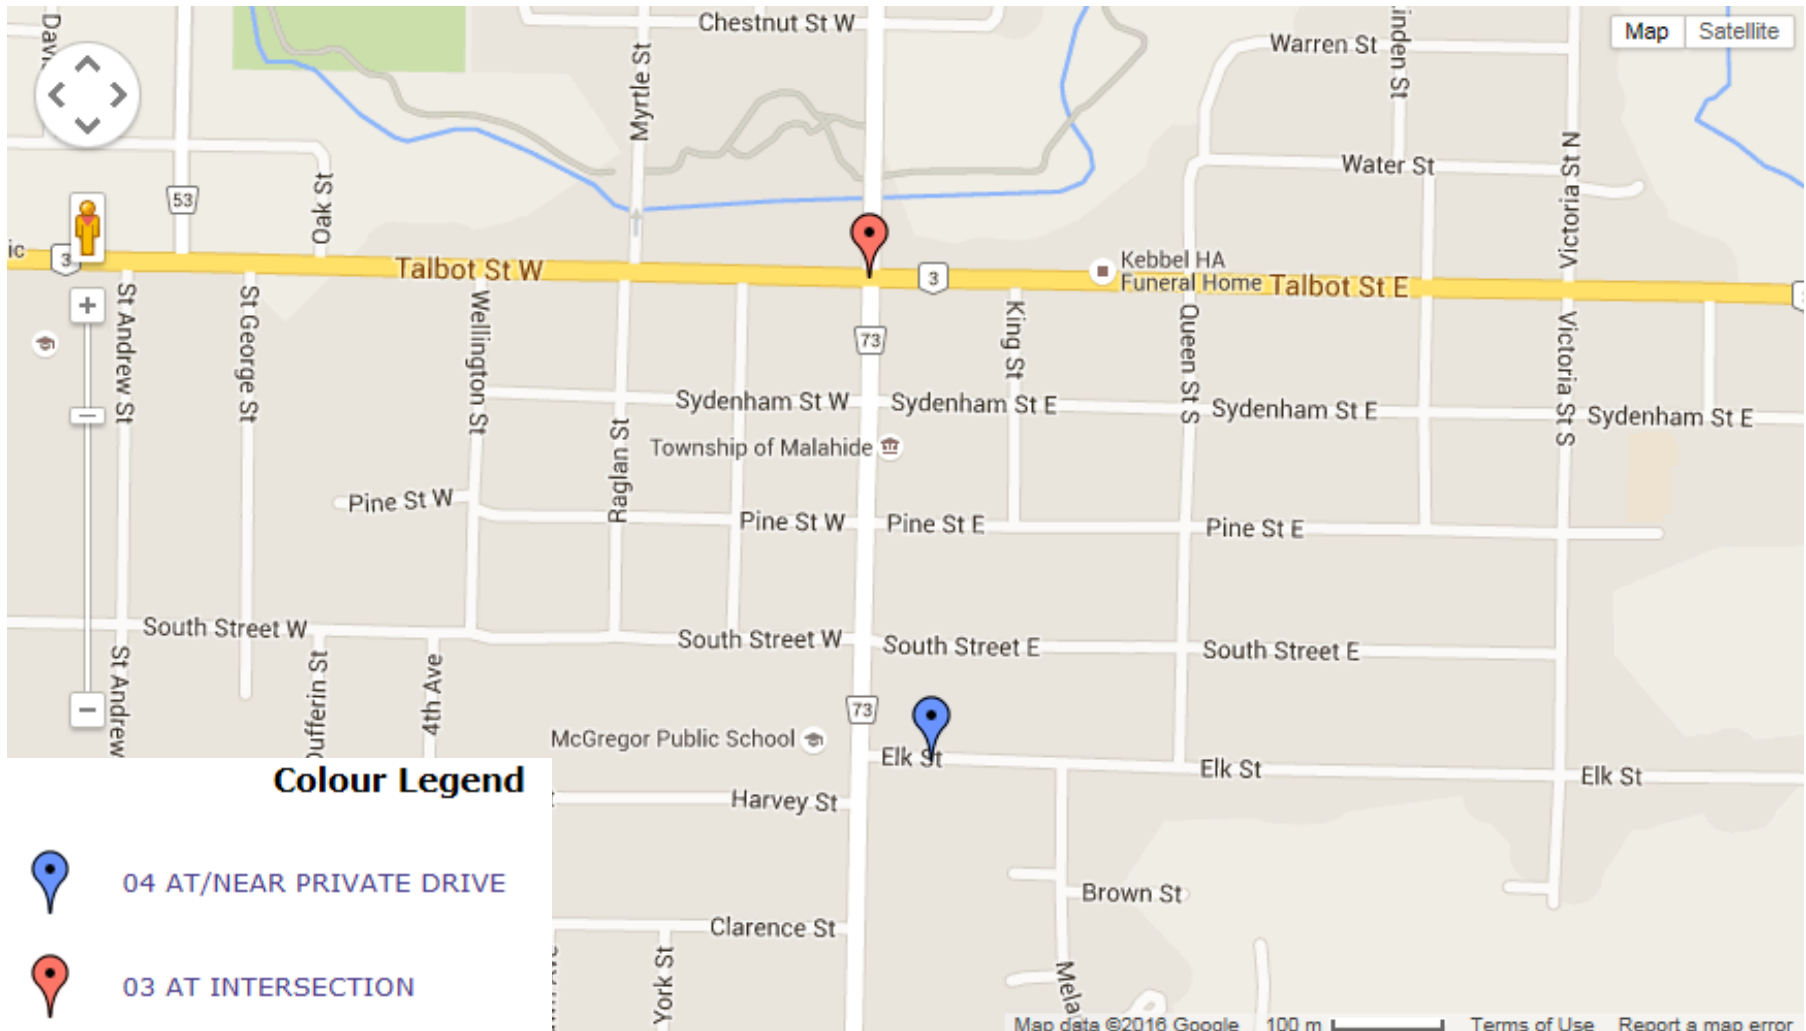 Chestnut St W
Warren St
Linden St
Map
Satellite
Myrtle St
Water St
Victoria St N
53
Oak St
ic
3
Talbot St W
3
Kebbel HA
Funeral Home
Talbot St E
St Andrew St
St George St
Wellington St
73
King St
Queen St S
Victoria St S
Sydenham St W
Sydenham St E
Sydenham St E
Sydenham St E
Raglan St
Township of Malahide
Pine St W
Pine St W
Pine St E
Pine St E
South Street W
South Street W
South Street E
South Street E
St Andrew
Dufferin St
4th Ave
73
McGregor Public School
Elk St
Elk St
Elk St
Colour Legend
Harvey St
04 AT/NEAR PRIVATE DRIVE
Brown St
Clarence St
York St
03 AT INTERSECTION
Map data ©2016 Google
100 m
Terms of Use
Report a map error